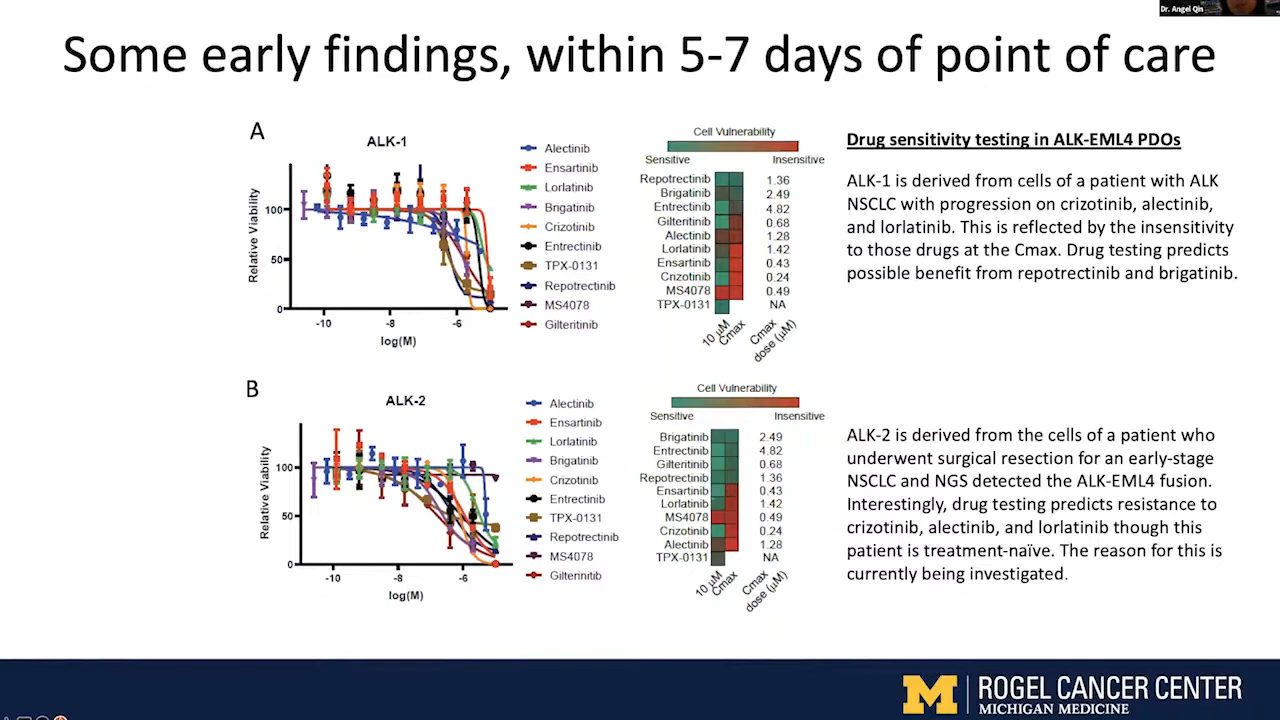 Dr. Angel Qin
Some early findings, within 5-7 days of point of care
A
ALK-1
Relative Viability
100
50
0
-10
-8
-6
log(M)
Alectinib
Ensartinib
Lorlatinib
Brigatinib
Crizotinib
Entrectinib
TPX-0131
Repotrectinib
MS4078
Gilteritinib
Cell Vulnerability
Sensitive
Insensitive
Repotrectinib 1.36
Brigatinib 2.49
Entrectinib 4.82
Gilteritinib 0.68
Alectinib 1.28
Lorlatinib 1.42
Ensartinib 0.43
Crizotinib 0.24
MS4078 0.49
TPX-0131 NA
10 µM
Cmax
Cmax
dose (µM)
Drug sensitivity testing in ALK-EML4 PDOs
ALK-1 is derived from cells of a patient with ALK
NSCLC with progression on crizotinib, alectinib,
and lorlatinib. This is reflected by the insensitivity
to those drugs at the Cmax. Drug testing predicts
possible benefit from repotrectinib and brigatinib.
B
ALK-2
Relative Viability
100
50
0
-10
-8
-6
log(M)
Alectinib
Ensartinib
Lorlatinib
Brigatinib
Crizotinib
Entrectinib
TPX-0131
Repotrectinib
MS4078
Giltennitib
Cell Vulnerability
Sensitive
Insensitive
Brigatinib 2.49
Entrectinib 4.82
Gilteritinib 0.68
Repotrectinib 1.36
Ensartinib 0.43
Lorlatinib 1.42
MS4078 0.49
Crizotinib 0.24
Alectinib 1.28
TPX-0131 NA
10 µM
Cmax
Cmax
dose (µM)
ALK-2 is derived from the cells of a patient who
underwent surgical resection for an early-stage
NSCLC and NGS detected the ALK-EML4 fusion.
Interestingly, drug testing predicts resistance to
crizotinib, alectinib, and lorlatinib though this
patient is treatment-naïve. The reason for this is
currently being investigated.
M
ROGEL CANCER CENTER
MICHIGAN MEDICINE